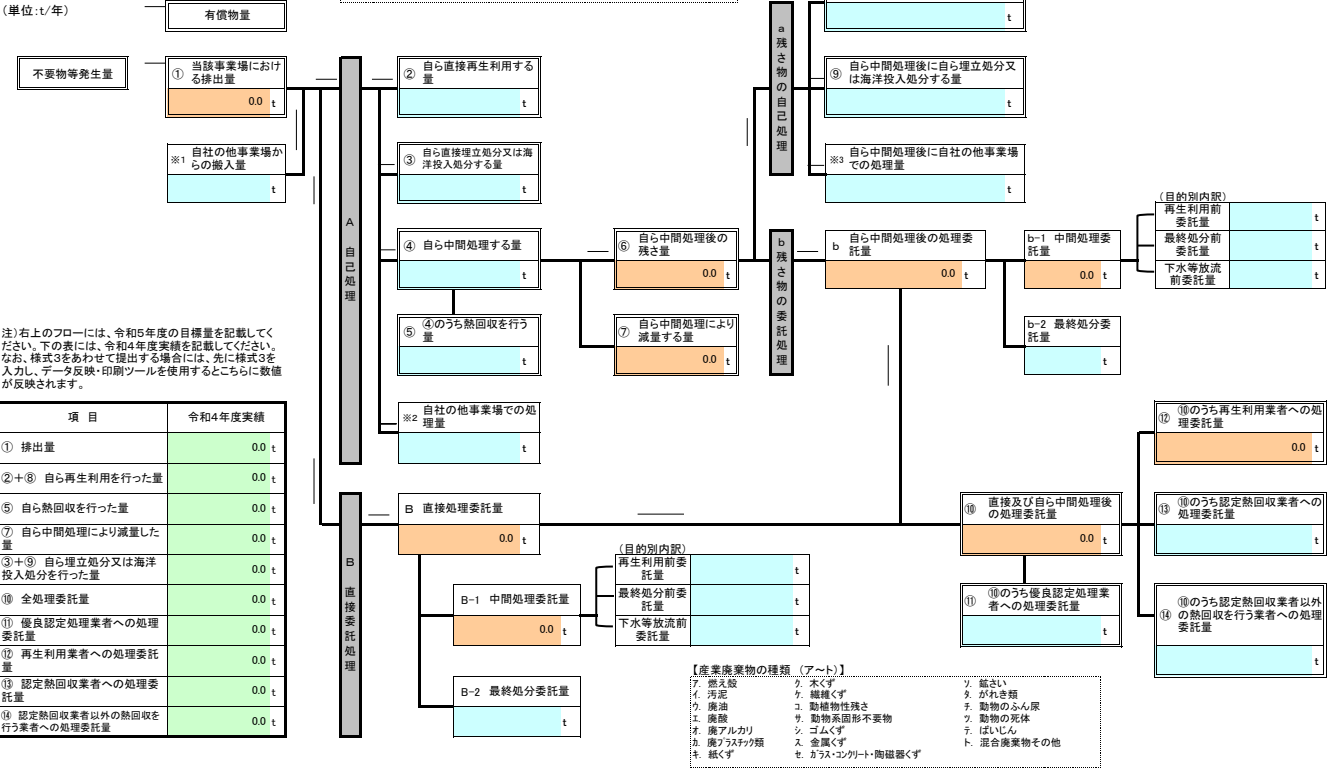 (単位:t/年)
有償物量
不要物等発生量
① 当該事業場におけ
る排出量
0.0 t
※1 自社の他事業場か
らの搬入量
t
A 自己処理
② 自ら直接再生利用する
量
t
③ 自ら直接埋立処分又は海
洋投入処分する量
t
④ 自ら中間処理する量
t
⑤ ④のうち熱回収を行う
量
t
※2 自社の他事業場での処
理量
t
⑥ 自ら中間処理後の
残さ量
0.0 t
⑦ 自ら中間処理により
減量する量
0.0 t
a 残さ物の自己処理
t
⑨ 自ら中間処理後に自ら埋立処分又
は海洋投入処分する量
t
※3 自ら中間処理後に自社の他事業場
での処理量
t
b 残さ物の委託処理
b 自ら中間処理後の処理委
託量
0.0 t
b-1 中間処理委
託量
0.0 t
b-2 最終処分委
託量
t
(目的別内訳)
再生利用前
委託量 t
最終処分前
委託量 t
下水等放流
前委託量 t
注)右上のフローには、令和5年度の目標量を記載してく
ださい。下の表には、令和4年度実績を記載してください。
なお、様式3をあわせて提出する場合には、先に様式3を
入力し、データ反映・印刷ツールを使用するとこちらに数値
が反映されます。
項 目 令和4年度実績
① 排出量 0.0 t
②+⑧ 自ら再生利用を行った量 0.0 t
⑤ 自ら熱回収を行った量 0.0 t
⑦ 自ら中間処理により減量した
量 0.0 t
③+⑨ 自ら埋立処分又は海洋
投入処分を行った量 0.0 t
⑩ 全処理委託量 0.0 t
⑪ 優良認定処理業者への処理
委託量 0.0 t
⑫ 再生利用業者への処理委託
量 0.0 t
⑬ 認定熱回収業者への処理委
託量 0.0 t
⑭ 認定熱回収業者以外の熱回収を
行う業者への処理委託量 0.0 t
B 直接委託処理
B 直接処理委託量
0.0 t
B-1 中間処理委託量
0.0 t
B-2 最終処分委託量
t
(目的別内訳)
再生利用前委
託量 t
最終処分前委
託量 t
下水等放流前
委託量 t
⑩ 直接及び自ら中間処理後
の処理委託量
0.0 t
⑪ ⑩のうち優良認定処理業
者への処理委託量
t
⑫ ⑩のうち再生利用業者への処
理委託量
0.0 t
⑬ ⑩のうち認定熱回収業者への
処理委託量
t
⑭ ⑩のうち認定熱回収業者以外
の熱回収を行う業者への処理
委託量
t
【産業廃棄物の種類 (ア~ト)】
ア. 燃え殻
イ. 汚泥
ウ. 廃油
エ. 廃酸
オ. 廃アルカリ
カ. 廃プラスチック類
キ. 紙くず
ク. 木くず
ケ. 繊維くず
コ. 動植物性残さ
サ. 動物系固形不要物
シ. ゴムくず
ス. 金属くず
セ. ガラス・コンクリート・陶磁器くず
ソ. 鉱さい
タ. がれき類
チ. 動物のふん尿
ツ. 動物の死体
テ. ばいじん
ト. 混合廃棄物その他